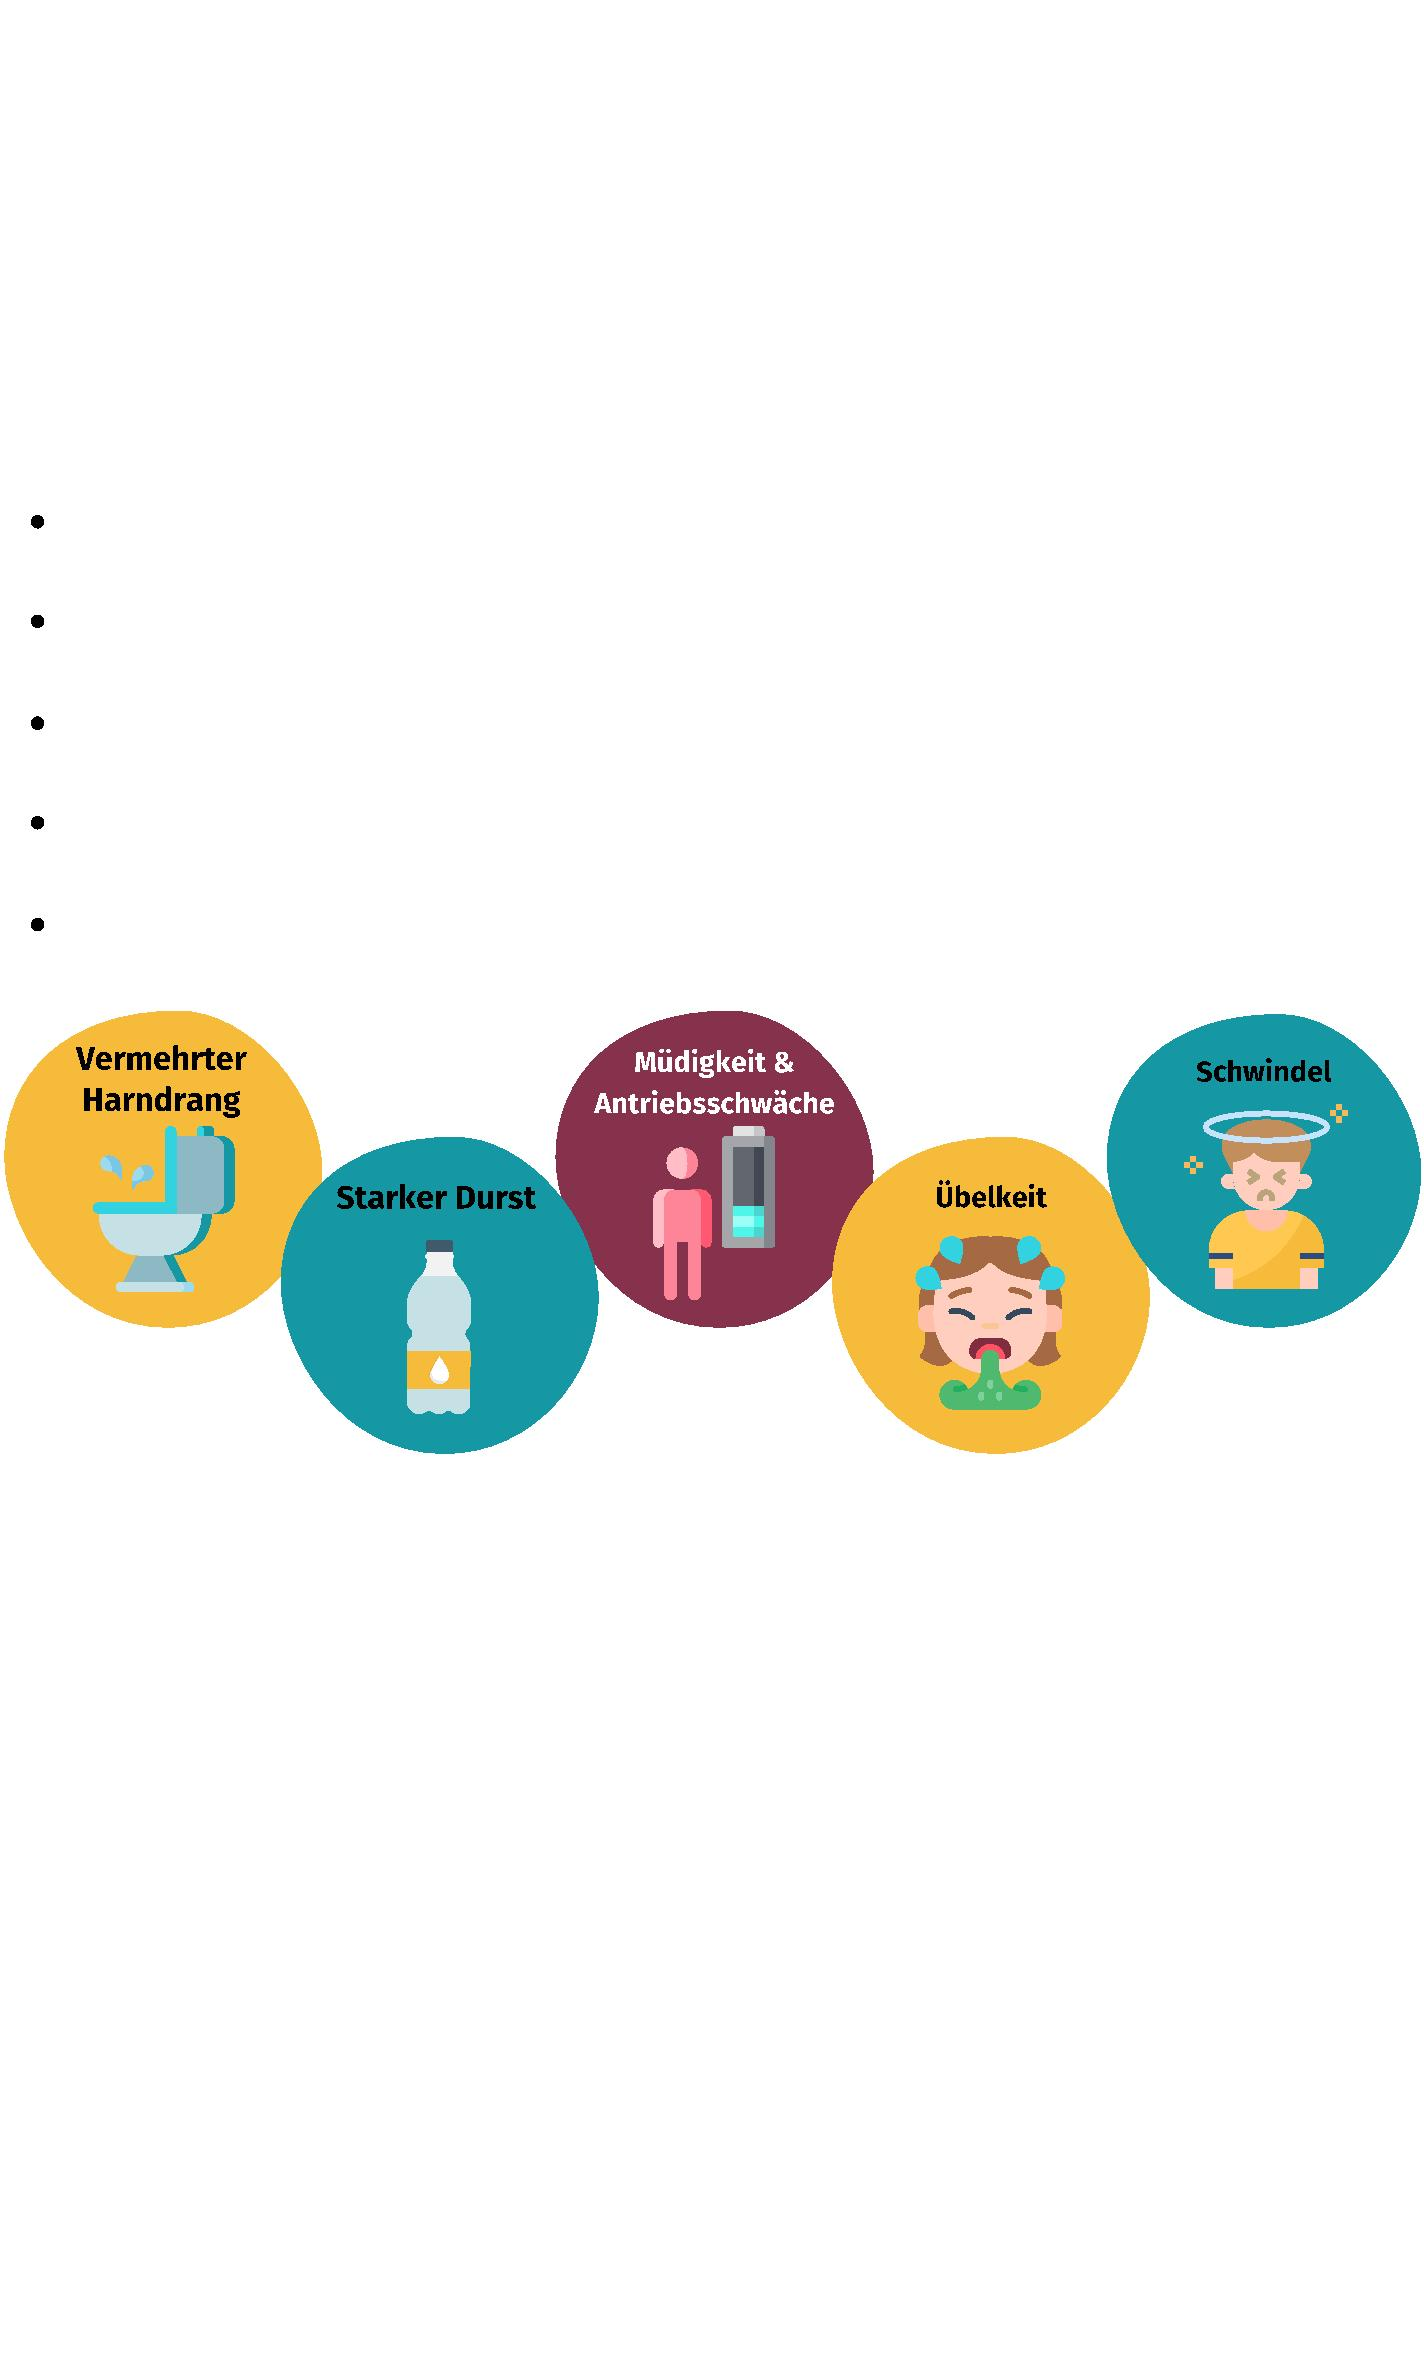 Vermehrter
Harndrang
Starker Durst
Müdigkeit &
Antriebsschwäche
Übelkeit
Schwindel